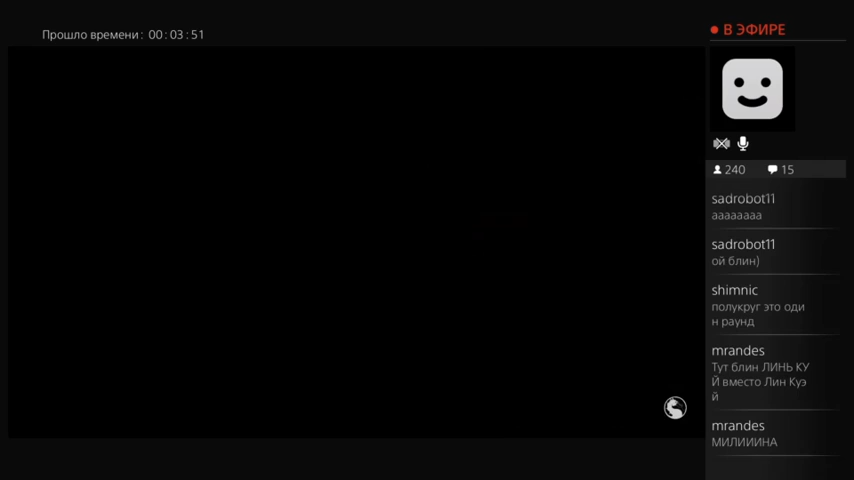 Прошло времени: 00:03:51
В ЭФИРЕ
240 15
sadrobot11
аааааааа
sadrobot11
ой блин)
shimnic
полукруг это оди
н раунд
mrandes
Тут блин ЛИНЬ КУ
Й вместо Лин Куэ
й
mrandes
МИЛИИИНА